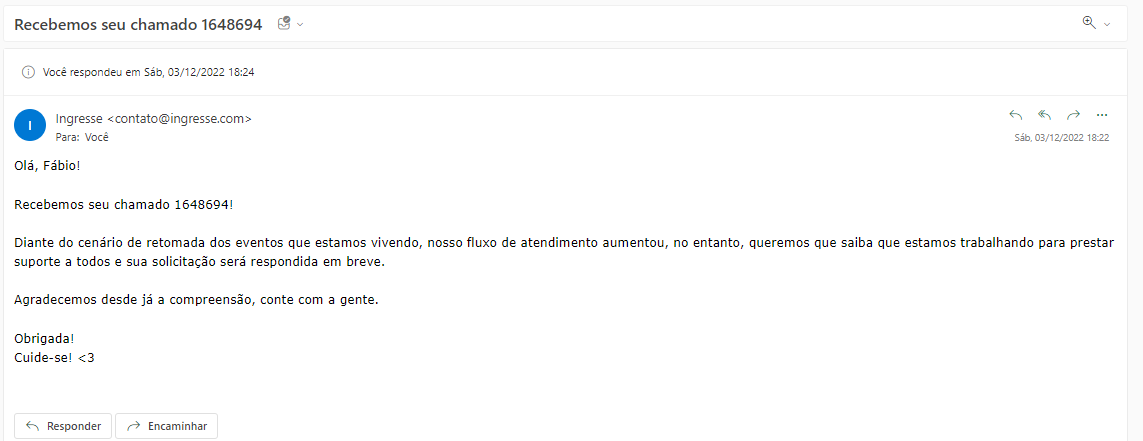 Recebemos seu chamado 1648694
Você respondeu em Sáb, 03/12/2022 18:24
I
Ingresse <contato@ingresse.com>
Para: Você
Sáb, 03/12/2022 18:22
Olá, Fábio!
Recebemos seu chamado 1648694!
Diante do cenário de retomada dos eventos que estamos vivendo, nosso fluxo de atendimento aumentou, no entanto, queremos que saiba que estamos trabalhando para prestar
suporte a todos e sua solicitação será respondida em breve.
Agradecemos desde já a compreensão, conte com a gente.
Obrigada!
Cuide-se! <3
Responder
Encaminhar